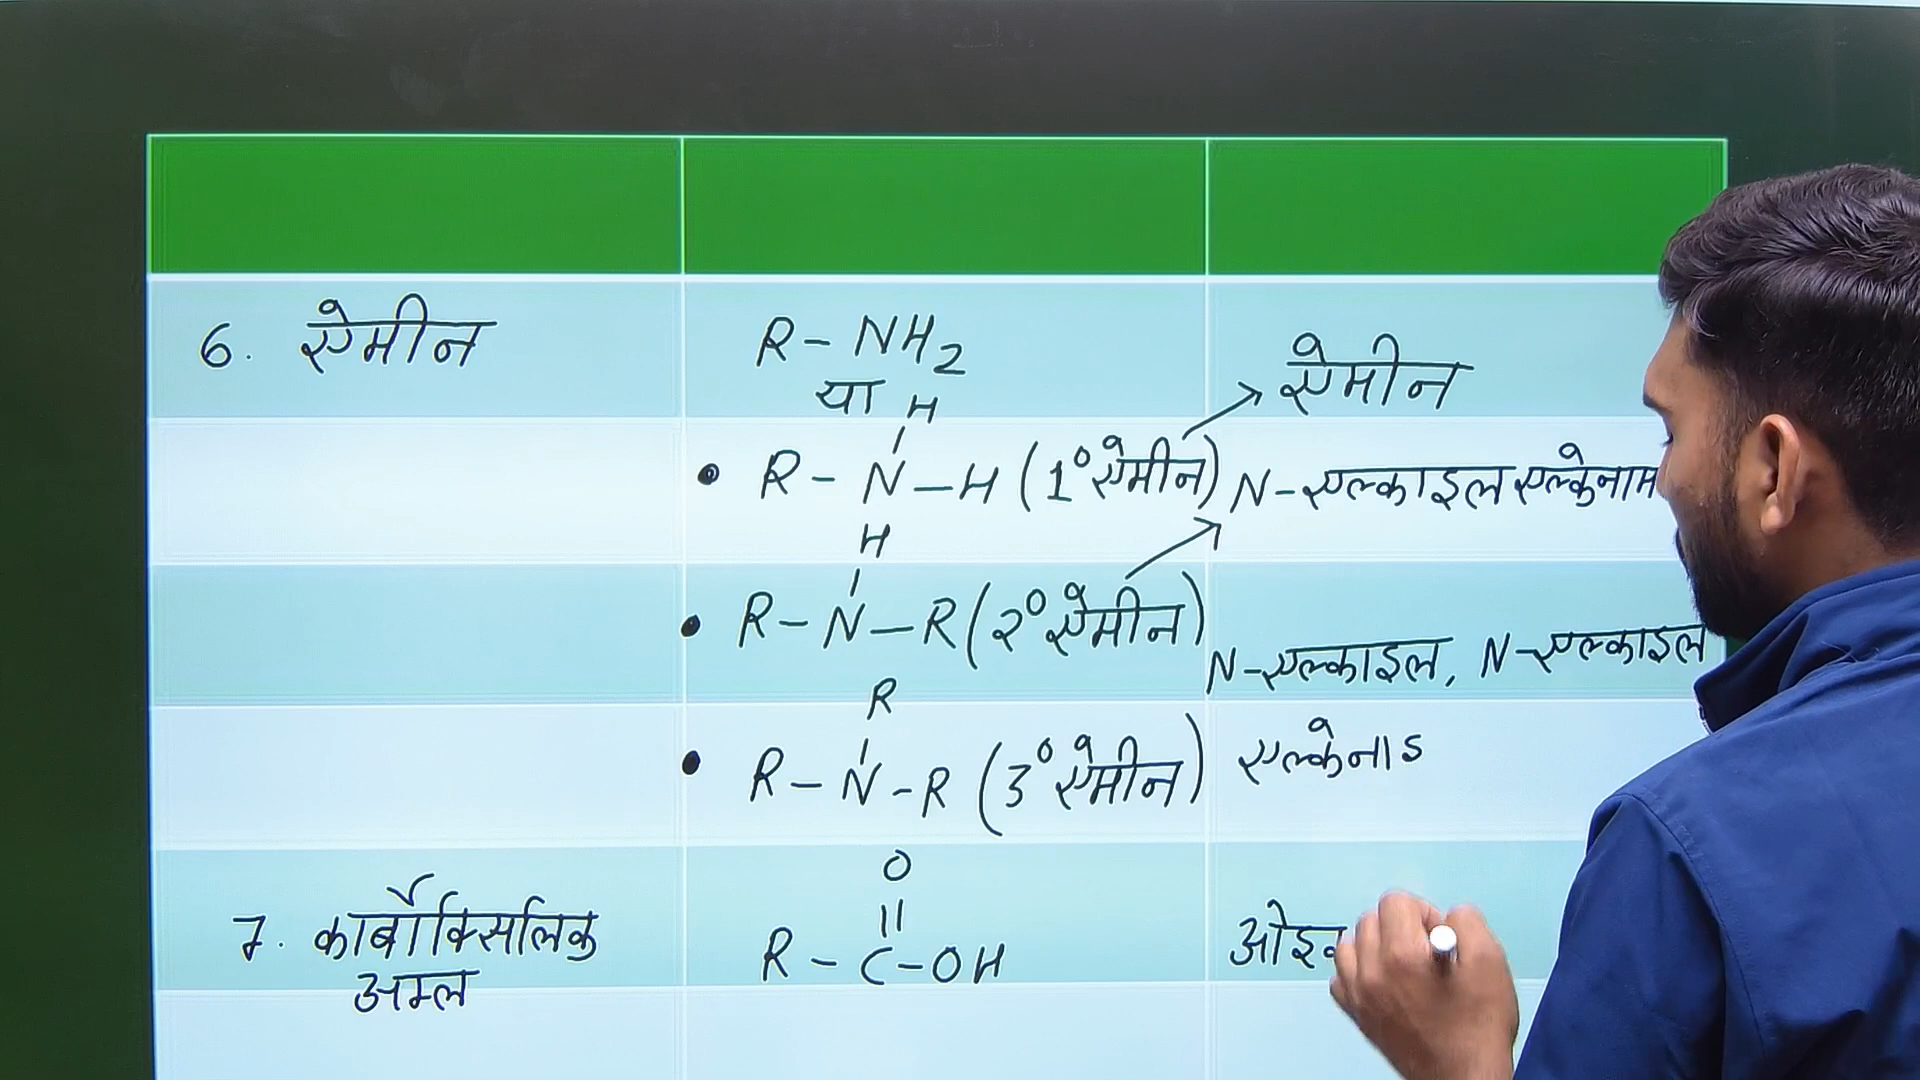 6. ऐमीन
R – NH2
या
H
• R – N – H (1° ऐमीन)
→ ऐमीन
N-एल्काइल एल्केनाम
H
• R – N – R (2° ऐमीन)
N-एल्काइल, N-एल्काइल
R
• R – N – R (3° ऐमीन)
एल्केनाs
7. कार्बोक्सिलिक
अम्ल
O
||
R – C – OH
ओइ